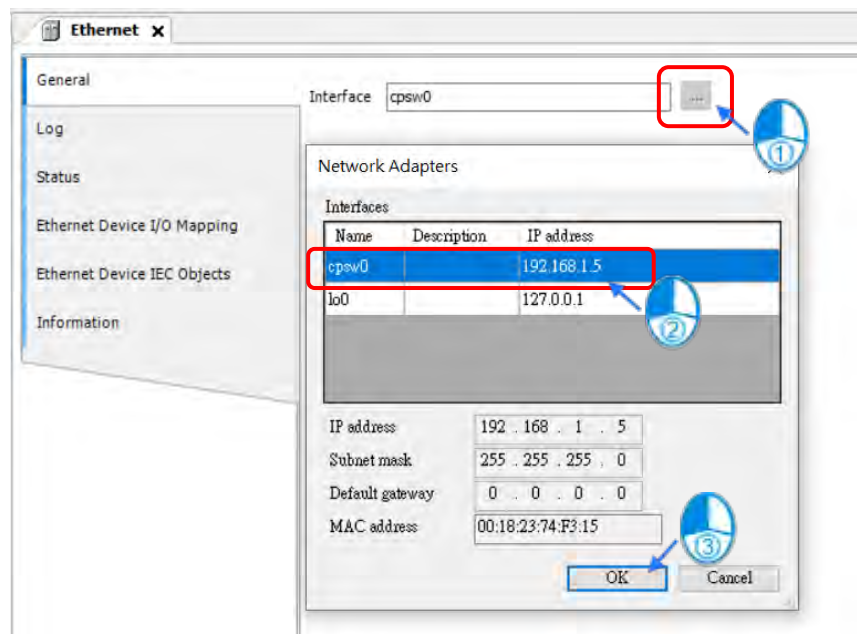 Ethernet x
General
Log
Status
Ethernet Device I/O Mapping
Ethernet Device IEC Objects
Information
Interface cpsw0 ...
①
Network Adapters
Interfaces
Name Description IP address
cpsw0 192.168.1.5
lo0 127.0.0.1
②
IP address 192 . 168 . 1 . 5
Subnet mask 255 . 255 . 255 . 0
Default gateway 0 . 0 . 0 . 0
MAC address 00:18:23:74:F3:15
③
OK Cancel